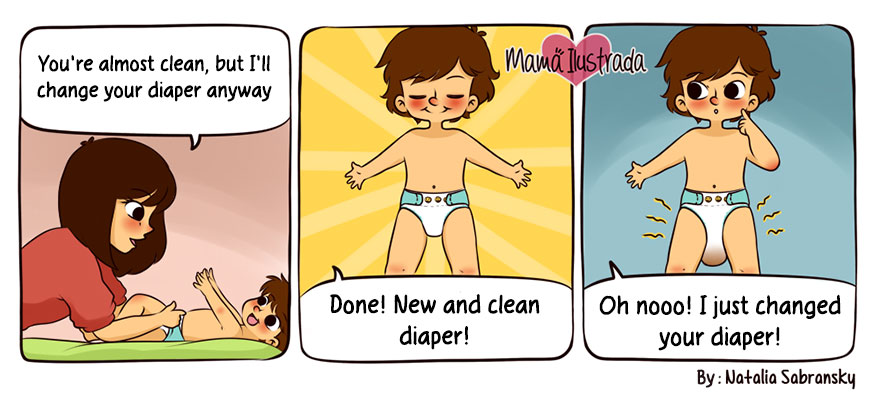 You're almost clean, but I'll
change your diaper anyway
Mamá Ilustrada
Done! New and clean
diaper!
Oh nooo! I just changed
your diaper!
By: Natalia Sabransky